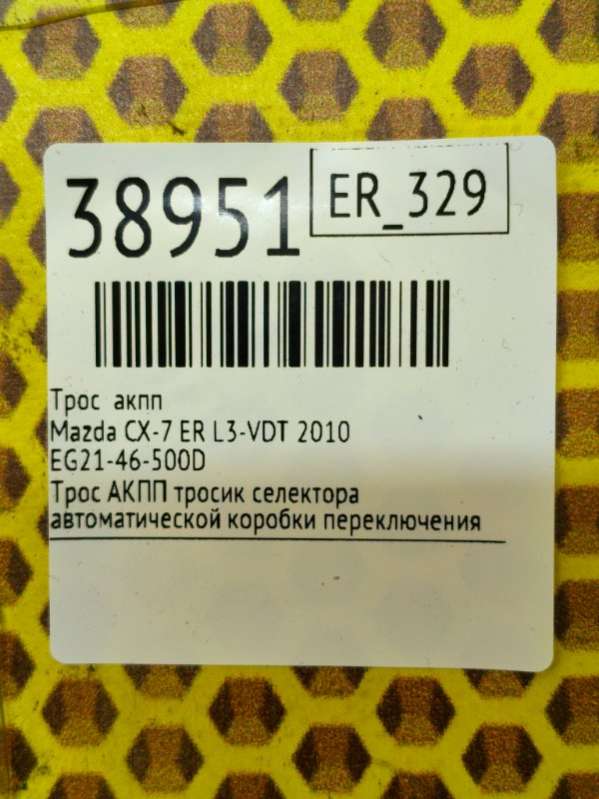 38951
ER_329
Трос акпп
Mazda CX-7 ER L3-VDT 2010
EG21-46-500D
Трос АКПП тросик селектора
автоматической коробки переключения